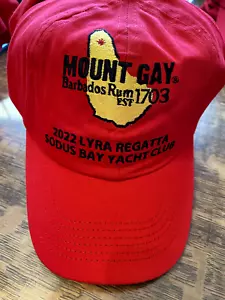 MOUNT GAY®
Barbados Rum
EST 1703
2022 LYRA REGATTA
SODUS BAY YACHT CLUB